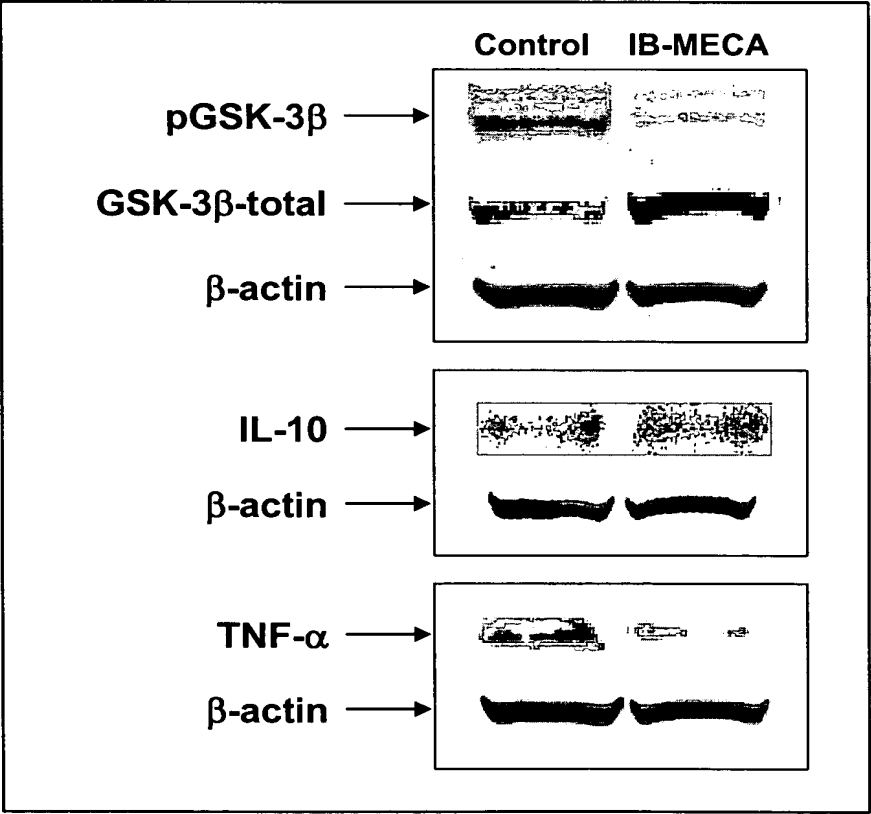 Control IB-MECA
pGSK-3β
GSK-3β-total
β-actin
IL-10
β-actin
TNF-α
β-actin